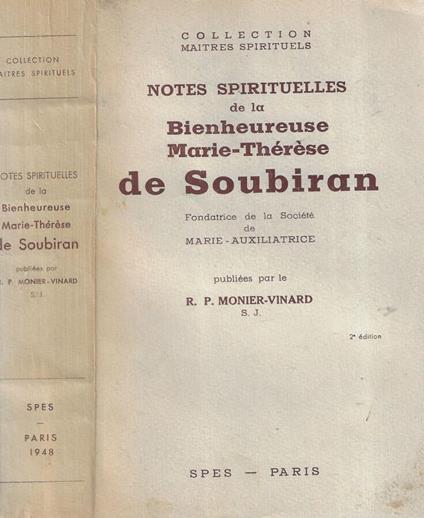 COLLECTION
MAITRES SPIRITUELS
NOTES SPIRITUELLES
de la
Bienheureuse
Marie-Thérèse
de Soubiran
publiées par
R. P. MONIER-VINARD
S. J.
SPES
—
PARIS
1948
COLLECTION
MAITRES SPIRITUELS
NOTES SPIRITUELLES
de la
Bienheureuse
Marie-Thérèse
de Soubiran
Fondatrice de la Société
de
MARIE-AUXILIATRICE
publiées par le
R. P. MONIER-VINARD
S. J.
2e édition
SPES — PARIS